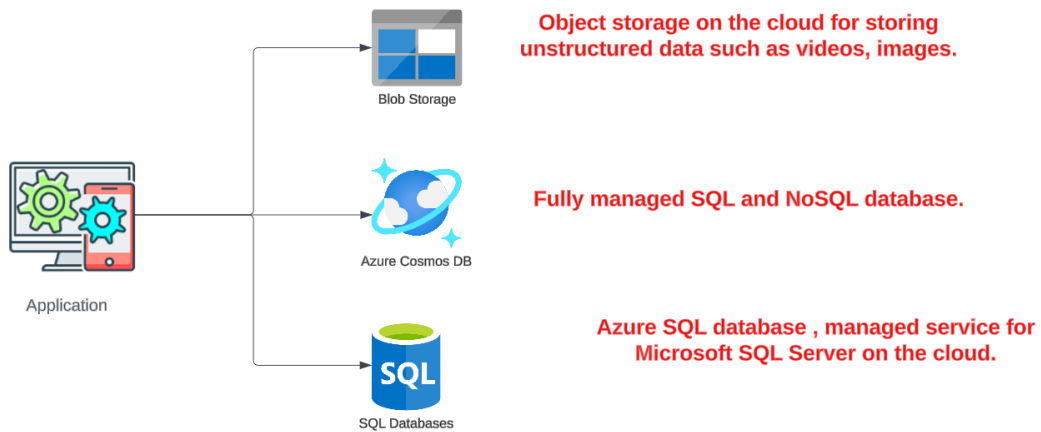 Object storage on the cloud for storing
unstructured data such as videos, images.
Blob Storage
Fully managed SQL and NoSQL database.
Azure Cosmos DB
Application
Azure SQL database , managed service for
Microsoft SQL Server on the cloud.
SQL
SQL Databases